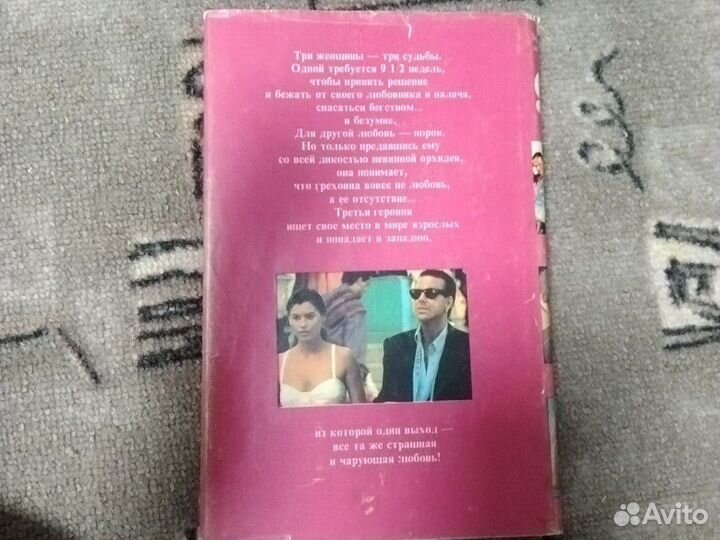 Три женщины — три судьбы.
Одной требуется 9 1/2 недель,
чтобы принять решение
и бежать от своего любовника и палача,
спасаться бегством...
в безумие.
Для другой любовь — порок.
Но только предавшись ему
со всей дикостью невинной орхидеи,
она понимает,
что греховна вовсе не любовь,
а ее отсутствие...
Третья героиня
ищет свое место в мире взрослых
и попадает в западню,
из которой один выход —
все та же страшная
и чарующая любовь!
Avito